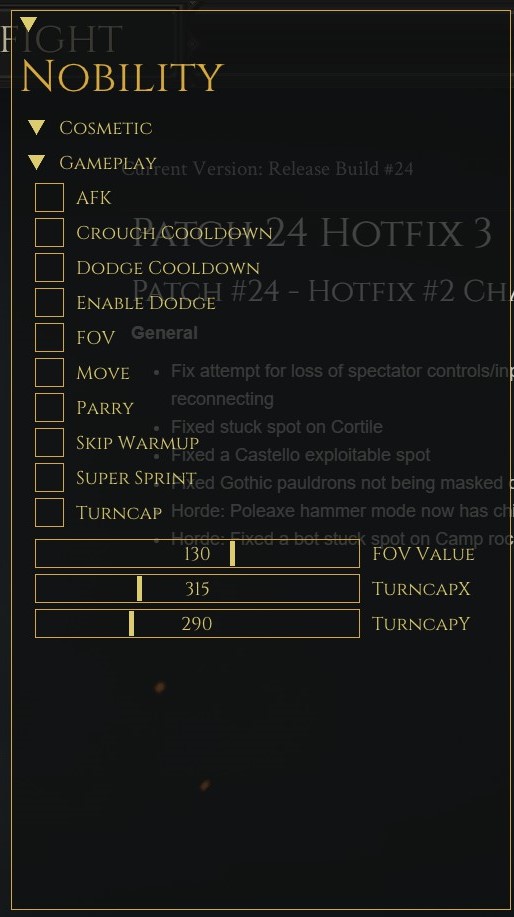 FIGHT
Nobility
Cosmetic
Gameplay
Current Version: Release Build #24
AFK
Patch 24 Hotfix 3
Crouch Cooldown
Dodge Cooldown
Patch #24 - Hotfix #2 Cha
Enable Dodge
General
FOV
Fix attempt for loss of spectator controls/inp
Move
reconnecting
Parry
Fixed stuck spot on Cortile
Skip Warmup
Fixed a Castello exploitable spot
Super Sprint
Fixed Gothic pauldrons not being masked
Turncap
Horde: Poleaxe hammer mode now has chi
Horde: Fixed a bot stuck spot on Camp roc
130 FOV Value
315 TurncapX
290 TurncapY